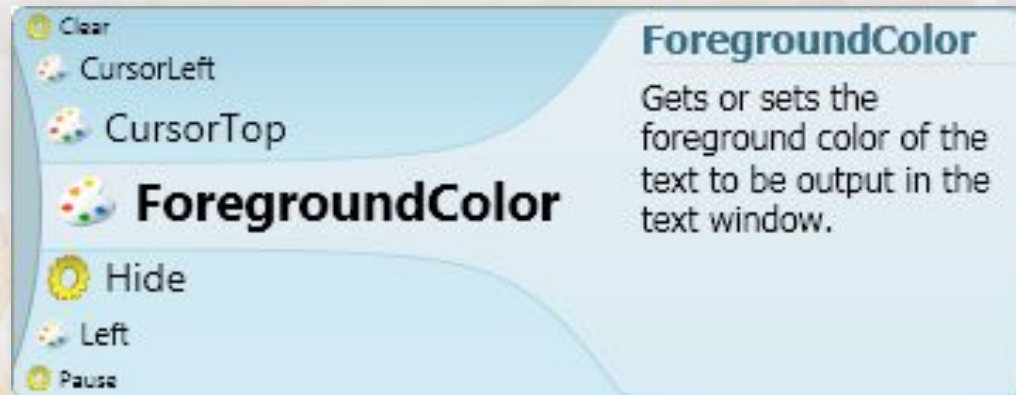 Clear
CursorLeft
CursorTop
ForegroundColor
Hide
Left
Pause
ForegroundColor
Gets or sets the
foreground color of the
text to be output in the
text window.